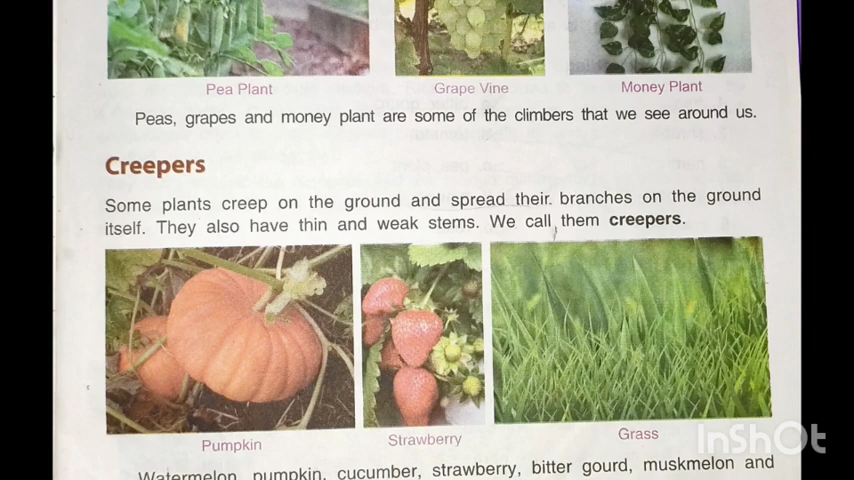 Pea Plant
Grape Vine
Money Plant
Peas, grapes and money plant are some of the climbers that we see around us.
Creepers
Some plants creep on the ground and spread their branches on the ground
itself. They also have thin and weak stems. We call them creepers.
Pumpkin
Strawberry
Grass
InShOt
Watermelon, pumpkin, cucumber, strawberry, bitter gourd, muskmelon and